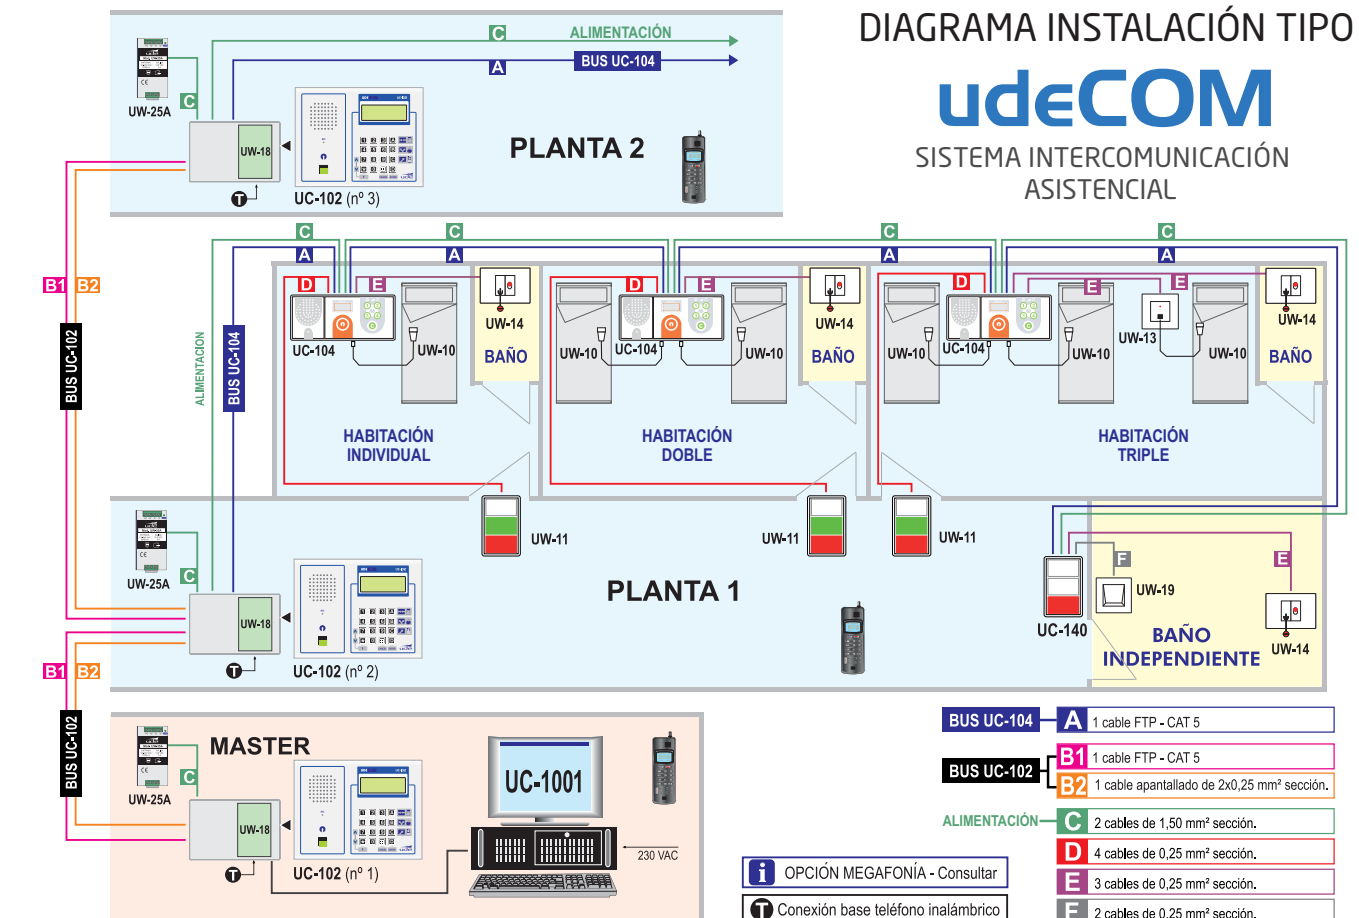 DIAGRAMA INSTALACIÓN TIPO
udeCOM
SISTEMA INTERCOMUNICACIÓN
ASISTENCIAL
C
ALIMENTACIÓN
A
BUS UC-104
UW-25A
C
UW-18
T
UC-102 (nº 3)
PLANTA 2
B1
B2
BUS UC-102
ALIMENTACION
BUS UC-104
C
A
C
A
C
A
C
A
D
E
UC-104
UW-10
UW-14
BAÑO
HABITACIÓN
INDIVIDUAL
UW-11
D
E
UW-10
UC-104
UW-10
UW-14
BAÑO
HABITACIÓN
DOBLE
UW-11
D
E
E
UW-10
UC-104
UW-10
UW-13
UW-10
UW-14
BAÑO
HABITACIÓN
TRIPLE
UW-11
UW-25A
C
UW-18
T
UC-102 (nº 2)
PLANTA 1
UC-140
F
UW-19
E
UW-14
BAÑO
INDEPENDIENTE
B1
B2
BUS UC-102
MASTER
UW-25A
C
UW-18
T
UC-102 (nº 1)
UC-1001
230 VAC
i OPCIÓN MEGAFONÍA - Consultar
T Conexión base teléfono inalámbrico
BUS UC-104 A 1 cable FTP - CAT 5
BUS UC-102
B1 1 cable FTP - CAT 5
B2 1 cable apantallado de 2x0,25 mm² sección.
ALIMENTACIÓN C 2 cables de 1,50 mm² sección.
D 4 cables de 0,25 mm² sección.
E 3 cables de 0,25 mm² sección.
F 2 cables de 0,25 mm² sección.